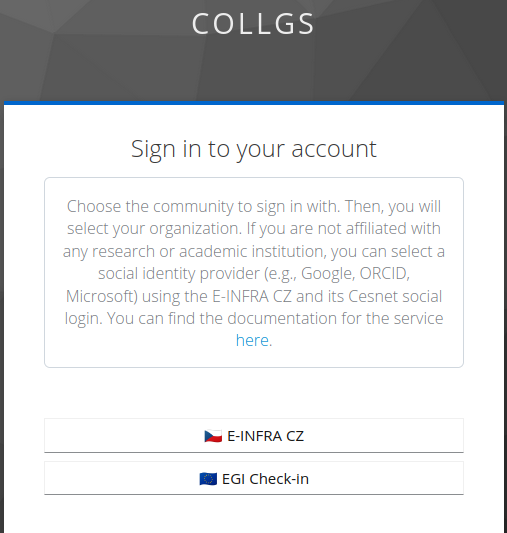 COLLGS
Sign in to your account
Choose the community to sign in with. Then, you will
select your organization. If you are not affiliated with
any research or academic institution, you can select a
social identity provider (e.g., Google, ORCID,
Microsoft) using the E-INFRA CZ and its Cesnet social
login. You can find the documentation for the service
here.
E-INFRA CZ
EGI Check-in